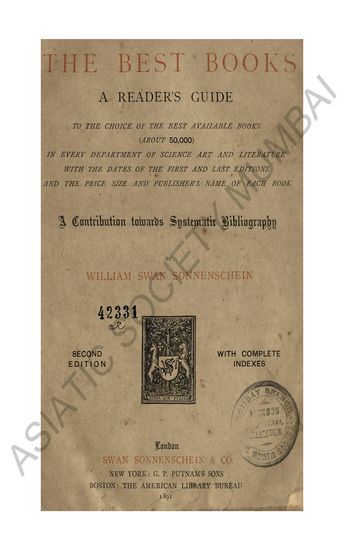 THE BEST BOOKS
A READER'S GUIDE
TO THE CHOICE OF THE BEST AVAILABLE BOOKS
(ABOUT 50,000)
IN EVERY DEPARTMENT OF SCIENCE ART AND LITERATURE
WITH THE DATES OF THE FIRST AND LAST EDITIONS
AND THE PRICE SIZE AND PUBLISHER'S NAME OF EACH BOOK
A Contribution towards Systematic Bibliography
BY
WILLIAM SWAN SONNENSCHEIN
42331
SECOND
EDITION
WITH COMPLETE
INDEXES
BOMBAY BRANCH
London
SWAN SONNENSCHEIN & CO.
NEW YORK: G. P. PUTNAM'S SONS
BOSTON: THE AMERICAN LIBRARY BUREAU
1891
ASIATIC SOCIETY MUMBAI